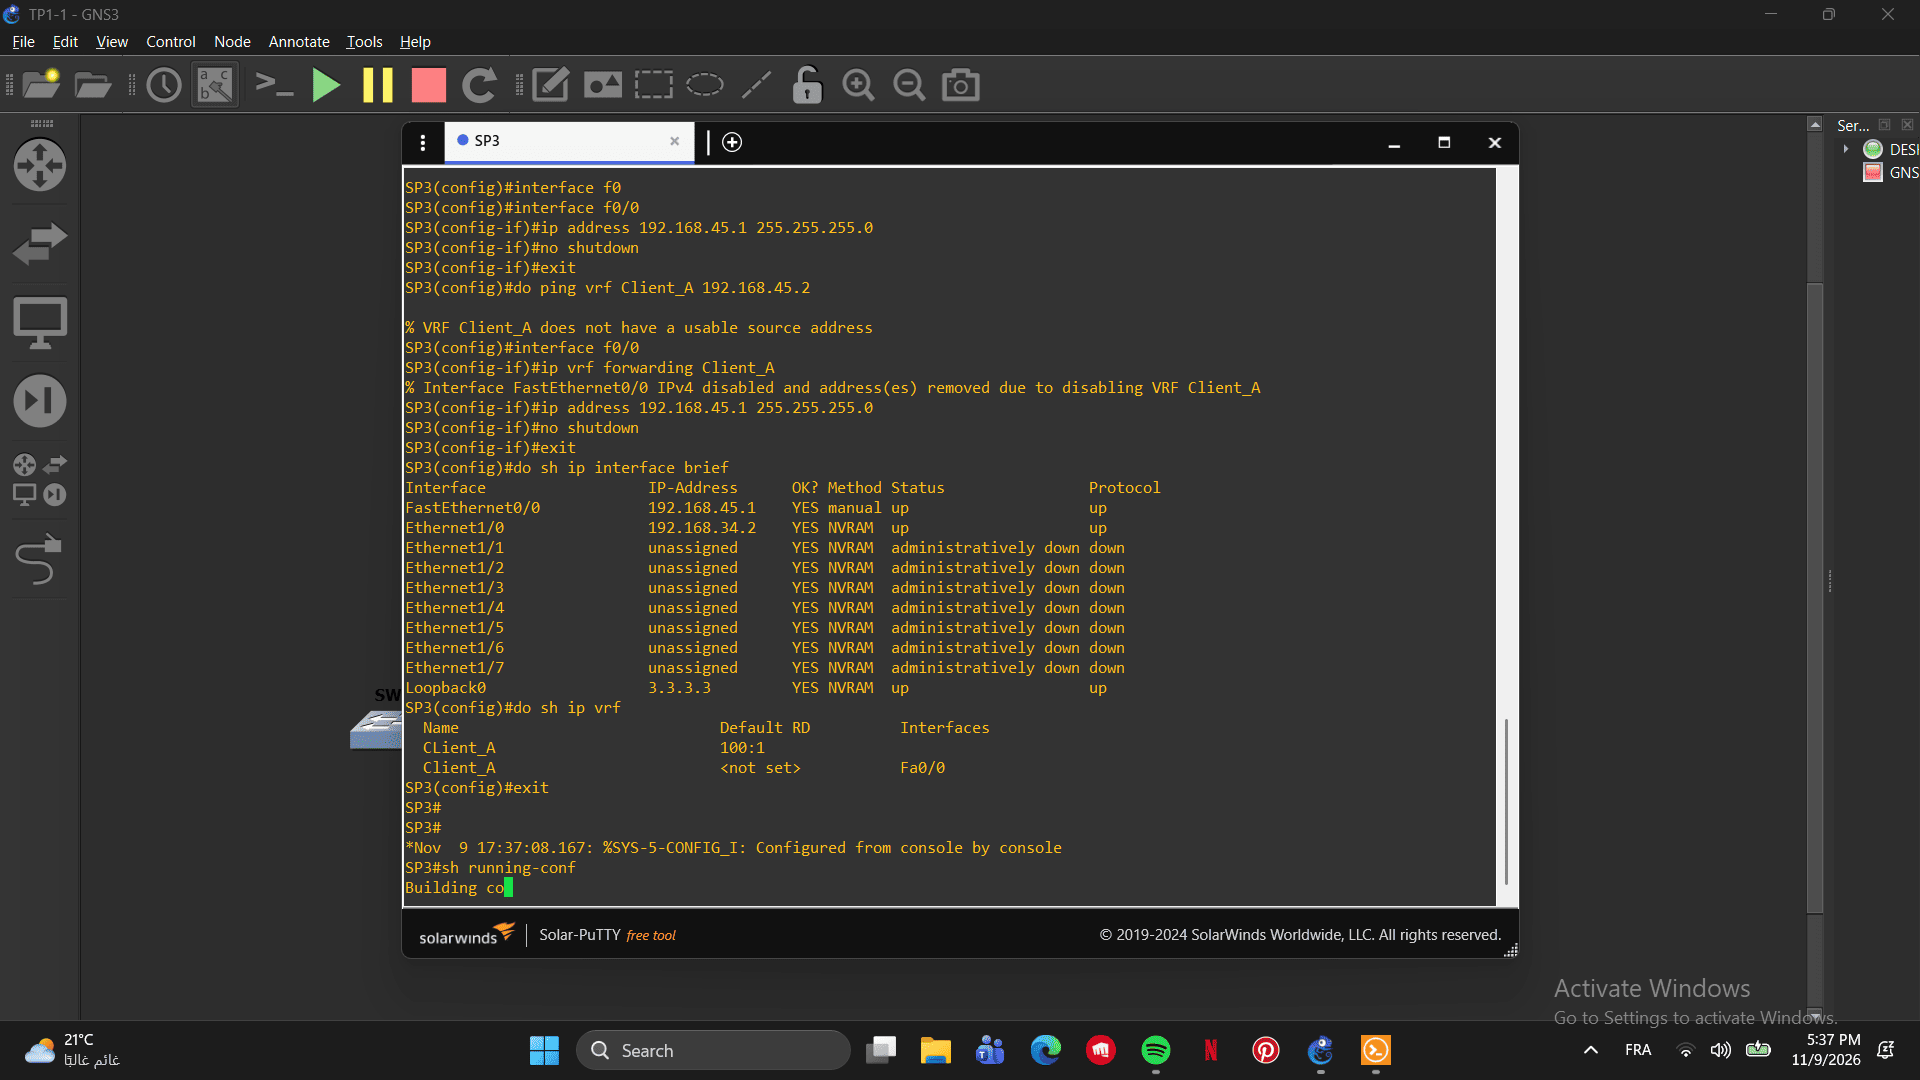 TP1-1 - GNS3
File Edit View Control Node Annotate Tools Help
SP3
Ser...
DESI
GNS
SP3(config)#interface f0
SP3(config)#interface f0/0
SP3(config-if)#ip address 192.168.45.1 255.255.255.0
SP3(config-if)#no shutdown
SP3(config-if)#exit
SP3(config)#do ping vrf Client_A 192.168.45.2
% VRF Client_A does not have a usable source address
SP3(config)#interface f0/0
SP3(config-if)#ip vrf forwarding Client_A
% Interface FastEthernet0/0 IPv4 disabled and address(es) removed due to disabling VRF Client_A
SP3(config-if)#ip address 192.168.45.1 255.255.255.0
SP3(config-if)#no shutdown
SP3(config-if)#exit
SP3(config)#do sh ip interface brief
Interface IP-Address OK? Method Status Protocol
FastEthernet0/0 192.168.45.1 YES manual up up
Ethernet1/0 192.168.34.2 YES NVRAM up up
Ethernet1/1 unassigned YES NVRAM administratively down down
Ethernet1/2 unassigned YES NVRAM administratively down down
Ethernet1/3 unassigned YES NVRAM administratively down down
Ethernet1/4 unassigned YES NVRAM administratively down down
Ethernet1/5 unassigned YES NVRAM administratively down down
Ethernet1/6 unassigned YES NVRAM administratively down down
Ethernet1/7 unassigned YES NVRAM administratively down down
Loopback0 3.3.3.3 YES NVRAM up up
SW
SP3(config)#do sh ip vrf
Name Default RD Interfaces
CLient_A 100:1
Client_A <not set> Fa0/0
SP3(config)#exit
SP3#
SP3#
*Nov 9 17:37:08.167: %SYS-5-CONFIG_I: Configured from console by console
SP3#sh running-conf
Building co
solarwinds Solar-PuTTY free tool © 2019-2024 SolarWinds Worldwide, LLC. All rights reserved.
Activate Windows
Go to Settings to activate Windows.
21°C
غائم غالبًا
Search
FRA
5:37 PM
11/9/2026